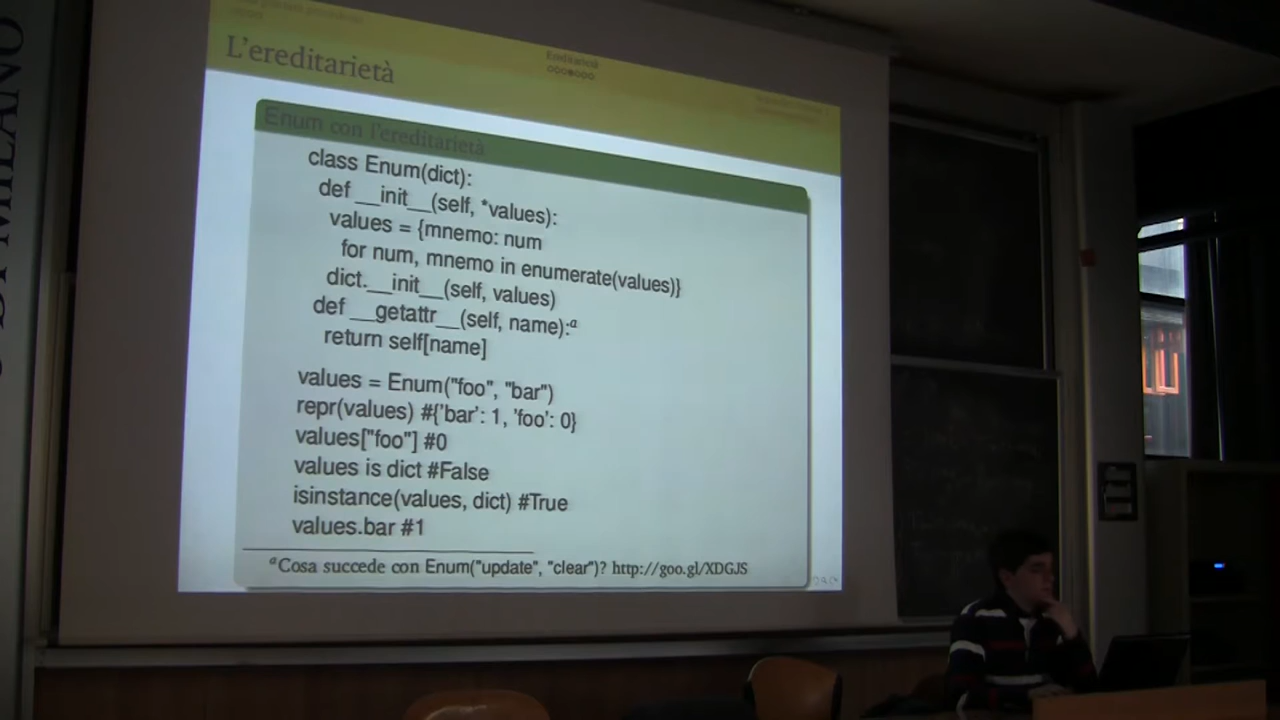 DI MILANO
L'ereditarietà
Ereditarietà
Enum con l'ereditarietà
class Enum(dict):
def __init__(self, *values):
values = {mnemo: num
for num, mnemo in enumerate(values)}
dict.__init__(self, values)
def __getattr__(self, name):a
return self[name]
values = Enum("foo", "bar")
repr(values) #{'bar': 1, 'foo': 0}
values["foo"] #0
values is dict #False
isinstance(values, dict) #True
values.bar #1
aCosa succede con Enum("update", "clear")? http://goo.gl/XDGJS